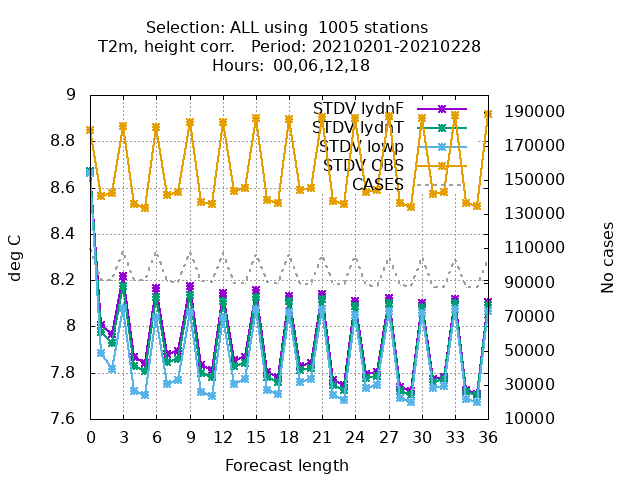 Selection: ALL using  1005 stations
T2m, height corr.   Period: 20210201-20210228
Hours:  00,06,12,18
STDV lydnF
STDV lydnT
STDV lowp
STDV OBS
CASES
9
8.8
8.6
8.4
8.2
8
7.8
7.6
190000
170000
150000
130000
110000
90000
70000
50000
30000
10000
0 3 6 9 12 15 18 21 24 27 30 33 36
deg C
No cases
Forecast length